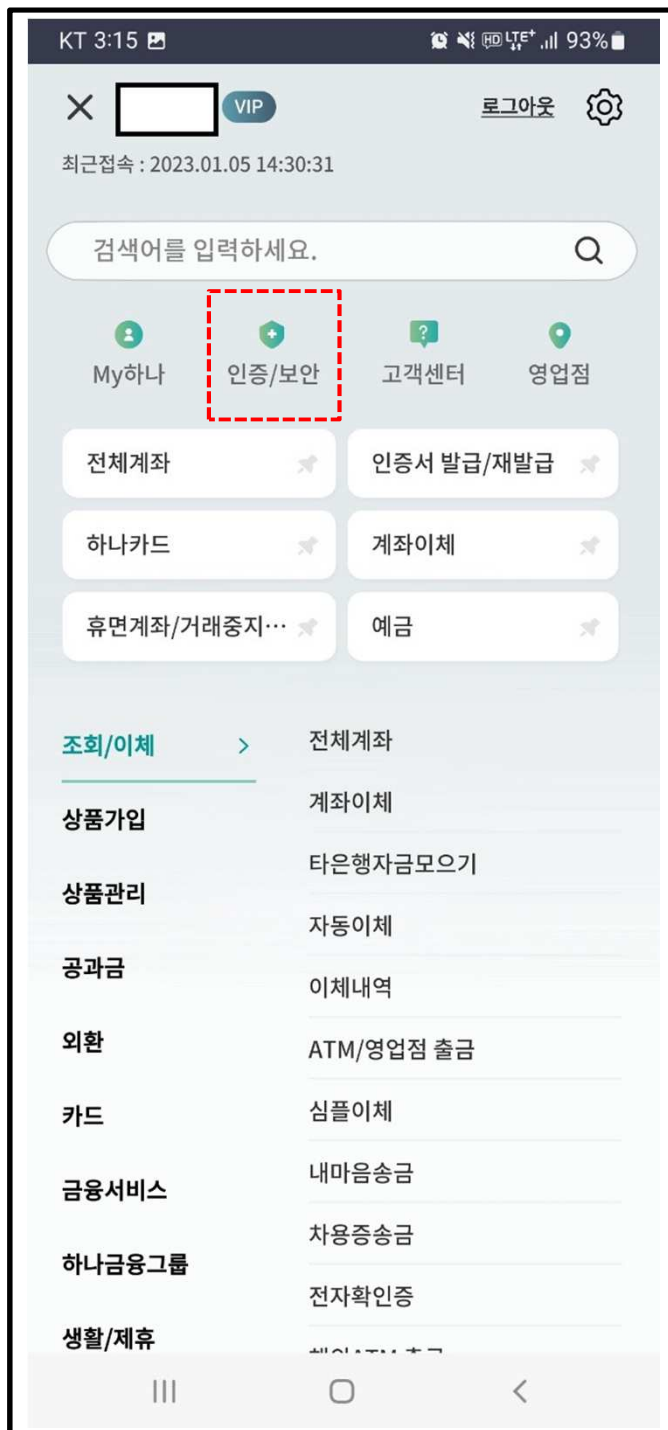 KT 3:15 HD LTE+ 93%
VIP 로그아웃
최근접속 : 2023.01.05 14:30:31
검색어를 입력하세요.
My하나 인증/보안 고객센터 영업점
전체계좌 인증서 발급/재발급
하나카드 계좌이체
휴면계좌/거래중지… 예금
조회/이체 > 전체계좌
계좌이체
상품가입
타은행자금모으기
상품관리
자동이체
공과금
이체내역
외환
ATM/영업점 출금
카드
심플이체
내마음송금
금융서비스
차용증송금
하나금융그룹
전자확인증
생활/제휴